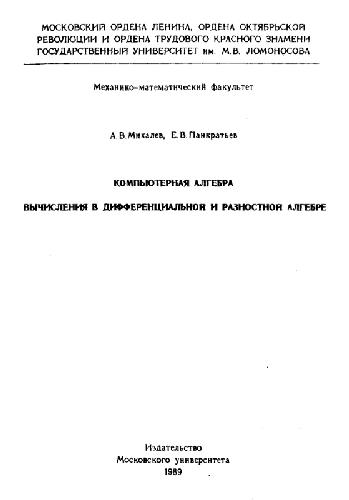 МОСКОВСКИЙ ОРДЕНА ЛЕНИНА, ОРДЕНА ОКТЯБРЬСКОЙ
РЕВОЛЮЦИИ И ОРДЕНА ТРУДОВОГО КРАСНОГО ЗНАМЕНИ
ГОСУДАРСТВЕННЫЙ УНИВЕРСИТЕТ им. М.В. ЛОМОНОСОВА
Механико-математический факультет
А.В.Михалев, Е.В.Панкратьев
КОМПЬЮТЕРНАЯ АЛГЕБРА
ВЫЧИСЛЕНИЯ В ДИФФЕРЕНЦИАЛЬНОЙ И РАЗНОСТНОЙ АЛГЕБРЕ
Издательство
Московского университета
1989